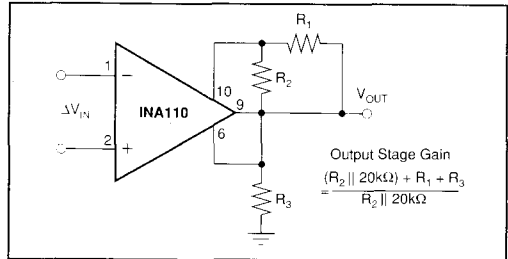 R1
1
10
R2
VOUT
ΔVIN
INA110
9
2
6
Output Stage Gain
= (R2 || 20kΩ) + R1 + R3
R2 || 20kΩ
R3